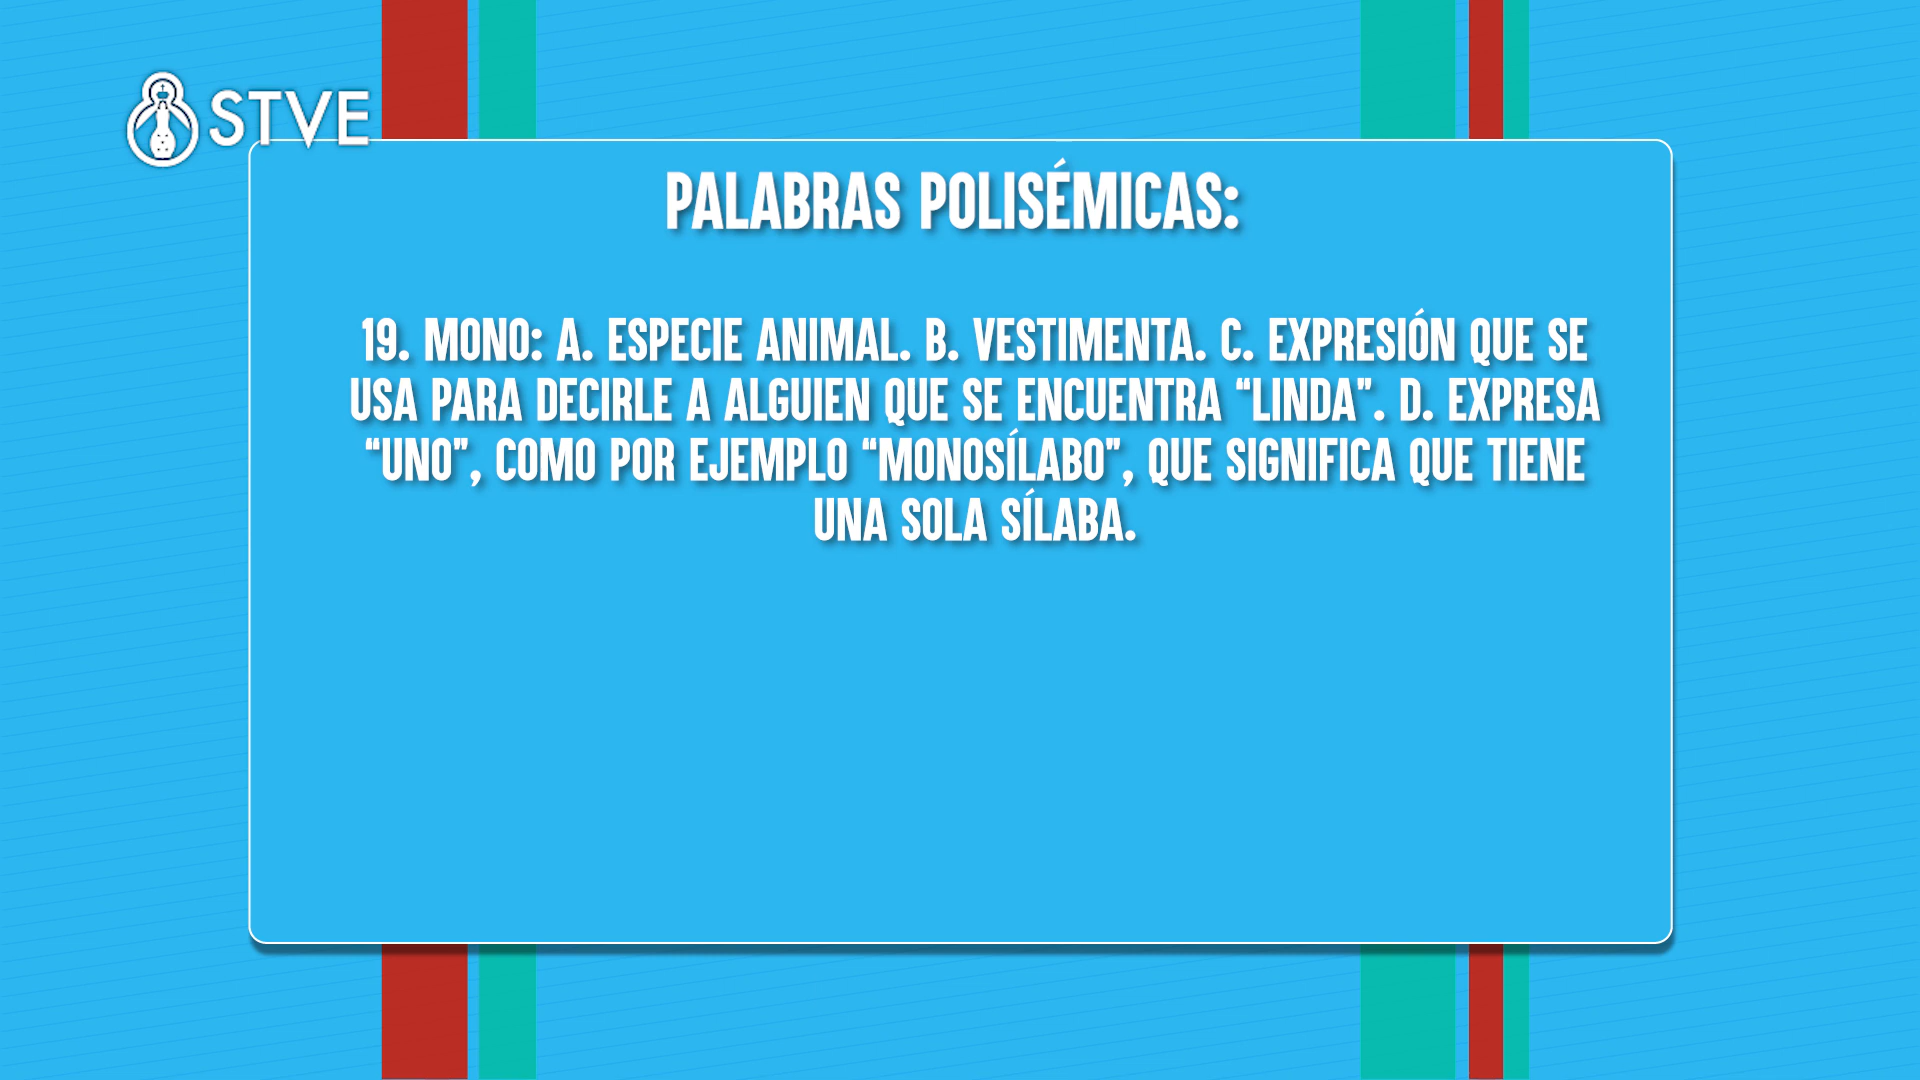 STVE
PALABRAS POLISÉMICAS:
19. MONO: A. ESPECIE ANIMAL. B. VESTIMENTA. C. EXPRESIÓN QUE SE
USA PARA DECIRLE A ALGUIEN QUE SE ENCUENTRA “LINDA”. D. EXPRESA
“UNO”, COMO POR EJEMPLO “MONOSÍLABO”, QUE SIGNIFICA QUE TIENE
UNA SOLA SÍLABA.